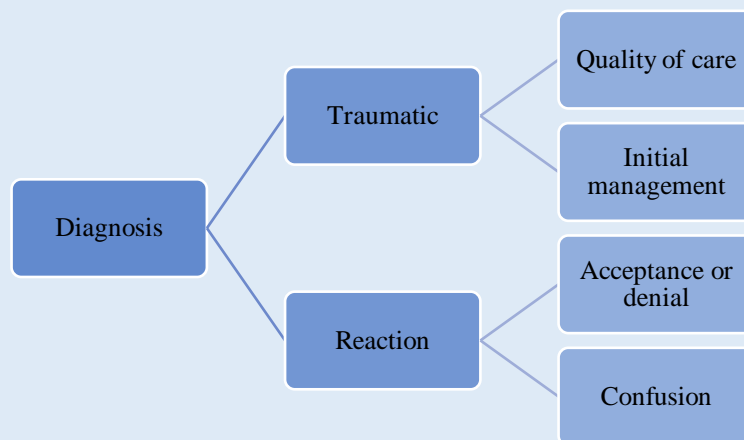 Diagnosis
Traumatic
Quality of care
Initial
management
Reaction
Acceptance or
denial
Confusion